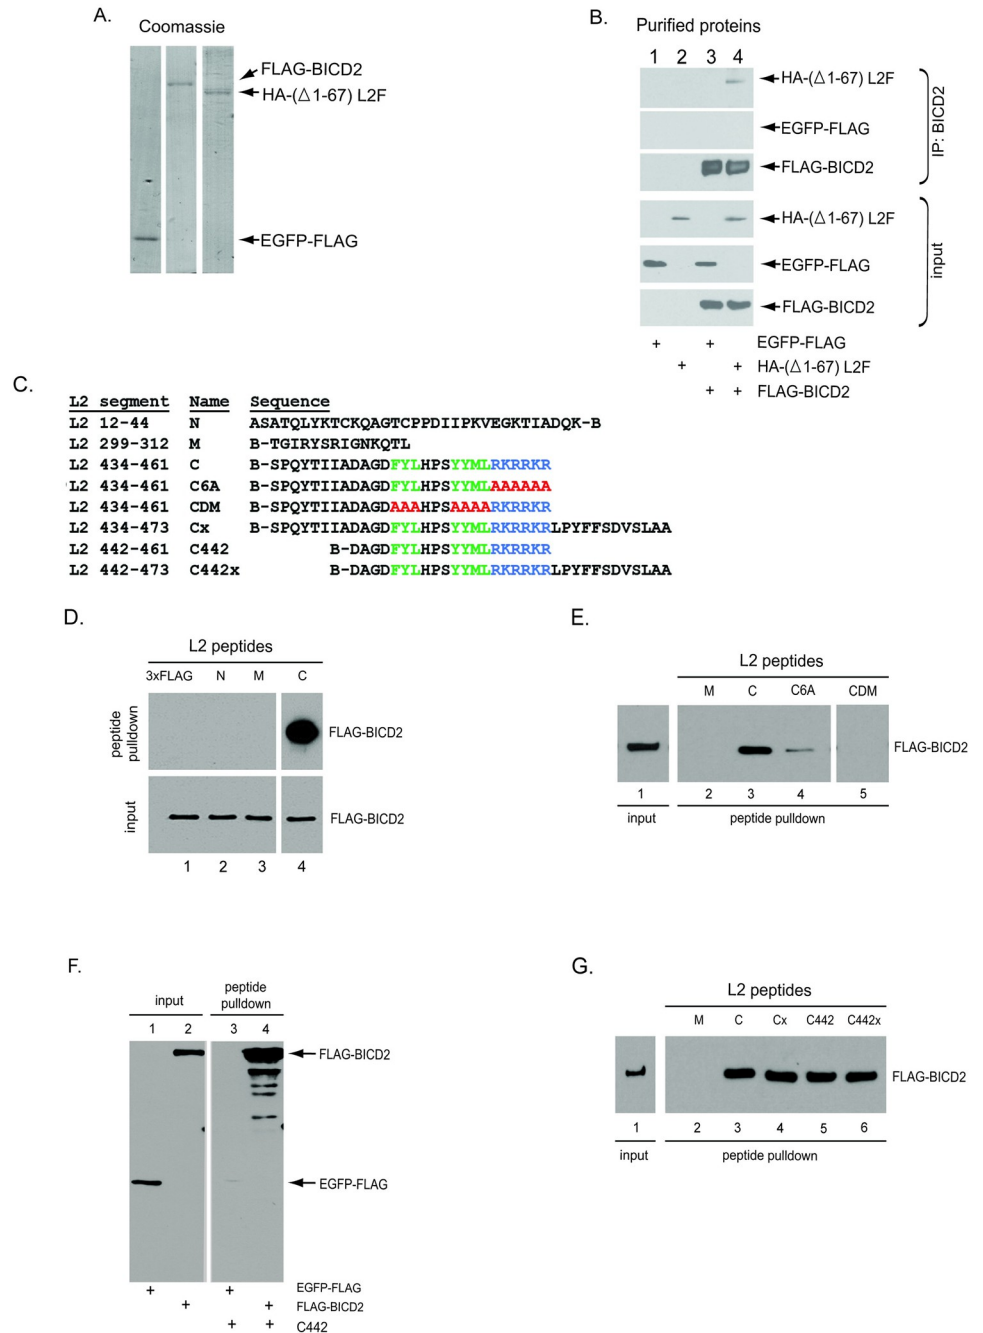 A.
Coomassie
FLAG-BICD2
HA-(△1-67) L2F
EGFP-FLAG
B.
Purified proteins
1 2 3 4
HA-(△1-67) L2F
EGFP-FLAG
FLAG-BICD2
IP: BICD2
HA-(△1-67) L2F
EGFP-FLAG
FLAG-BICD2
input
+ + EGFP-FLAG
+ + HA-(△1-67) L2F
+ + FLAG-BICD2
C.
L2 segment Name Sequence
L2 12-44 N ASATQLYKTCKQAGTCPPDIIPKVEGKTIADQK-B
L2 299-312 M B-TGIRYSRIGNKQTL
L2 434-461 C B-SPQYTIIADAGDFYLHPSYYMLRKRRKR
L2 434-461 C6A B-SPQYTIIADAGDFYLHPSYYMLAAAAAA
L2 434-461 CDM B-SPQYTIIADAGDAAAHPSAAAARKRRKR
L2 434-473 Cx B-SPQYTIIADAGDFYLHPSYYMLRKRRKRLPYFFSDVSLAA
L2 442-461 C442 B-DAGDFYLHPSYYMLRKRRKR
L2 442-473 C442x B-DAGDFYLHPSYYMLRKRRKRLPYFFSDVSLAA
D.
L2 peptides
3xFLAG N M C
peptide
pulldown
FLAG-BICD2
input
FLAG-BICD2
1 2 3 4
E.
L2 peptides
M C C6A CDM
FLAG-BICD2
1 2 3 4 5
input peptide pulldown
F.
input peptide
pulldown
1 2 3 4
FLAG-BICD2
EGFP-FLAG
+ + EGFP-FLAG
+ + FLAG-BICD2
+ + C442
G.
L2 peptides
M C Cx C442 C442x
FLAG-BICD2
1 2 3 4 5 6
input peptide pulldown